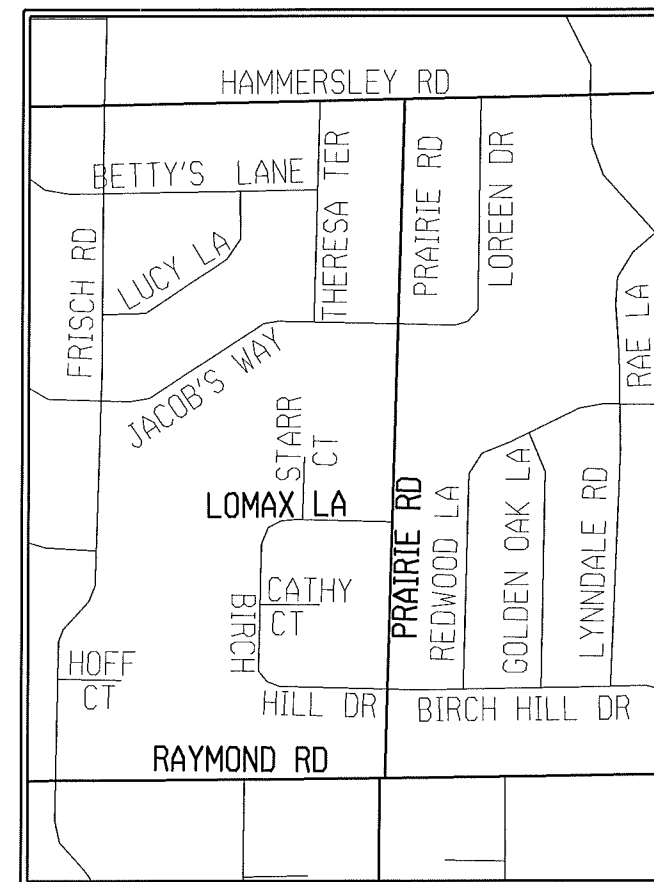 HAMMERSLEY RD
BETTY'S LANE
THERESA TER
PRAIRIE RD
LOREEN DR
FRISCH RD
LUCY LA
RAE LA
JACOB'S WAY
STARR
CT
LOMAX LA
PRAIRIE RD
REDWOOD LA
GOLDEN OAK LA
LYNNDALE RD
BIRCH
CATHY
CT
HOFF
CT
HILL DR
BIRCH HILL DR
RAYMOND RD